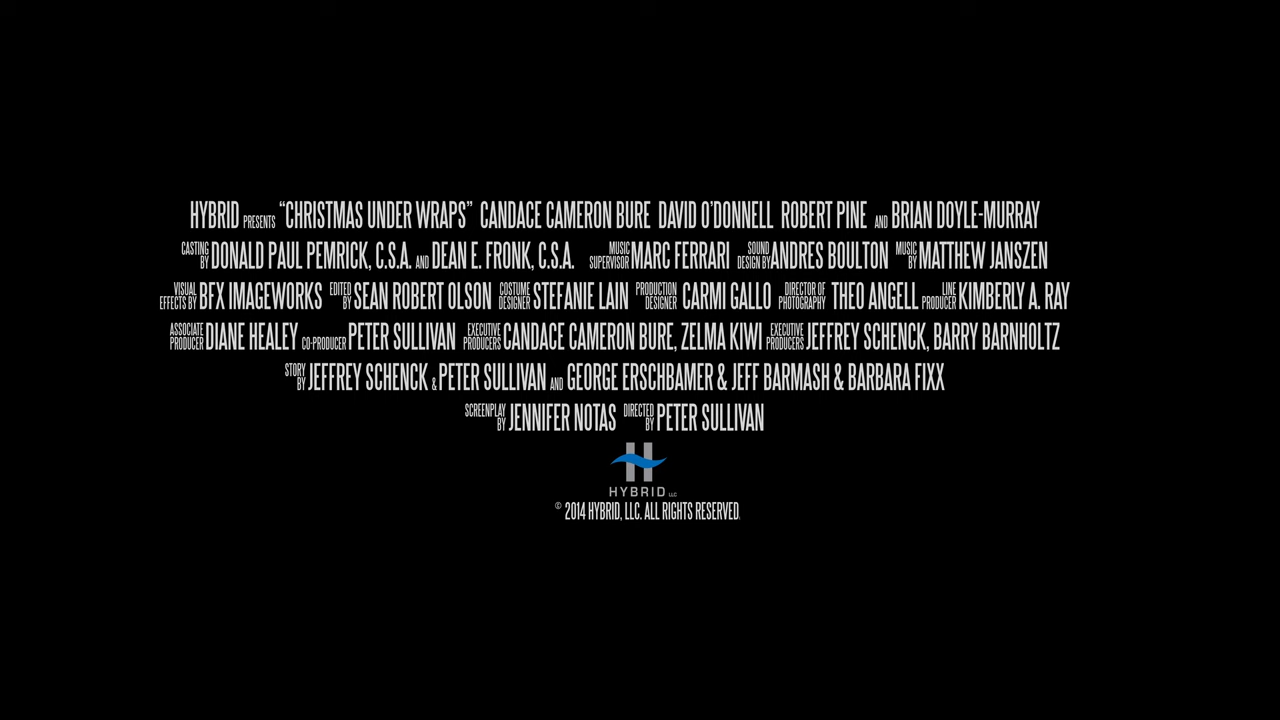 HYBRID PRESENTS "CHRISTMAS UNDER WRAPS" CANDACE CAMERON BURE DAVID O'DONNELL ROBERT PINE AND BRIAN DOYLE-MURRAY
CASTING BY DONALD PAUL PEMRICK, C.S.A. AND DEAN E. FRONK, C.S.A. MUSIC SUPERVISOR MARC FERRARI SOUND DESIGN BY ANDRES BOULTON MUSIC BY MATTHEW JANSZEN
VISUAL EFFECTS BY BFX IMAGEWORKS EDITED BY SEAN ROBERT OLSON COSTUME DESIGNER STEFANIE LAIN PRODUCTION DESIGNER CARMI GALLO DIRECTOR OF PHOTOGRAPHY THEO ANGELL LINE PRODUCER KIMBERLY A. RAY
ASSOCIATE PRODUCER DIANE HEALEY CO-PRODUCER PETER SULLIVAN EXECUTIVE PRODUCERS CANDACE CAMERON BURE, ZELMA KIWI EXECUTIVE PRODUCERS JEFFREY SCHENCK, BARRY BARNHOLTZ
STORY BY JEFFREY SCHENCK & PETER SULLIVAN AND GEORGE ERSCHBAMER & JEFF BARMASH & BARBARA FIXX
SCREENPLAY BY JENNIFER NOTAS DIRECTED BY PETER SULLIVAN
HYBRID LLC
© 2014 HYBRID, LLC. ALL RIGHTS RESERVED.